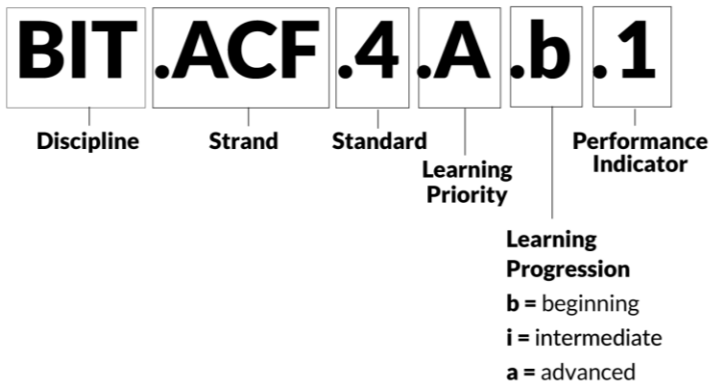 BIT.ACF.4.A.b.1
Discipline
Strand
Standard
Learning
Priority
Performance
Indicator
Learning
Progression
b = beginning
i = intermediate
a = advanced